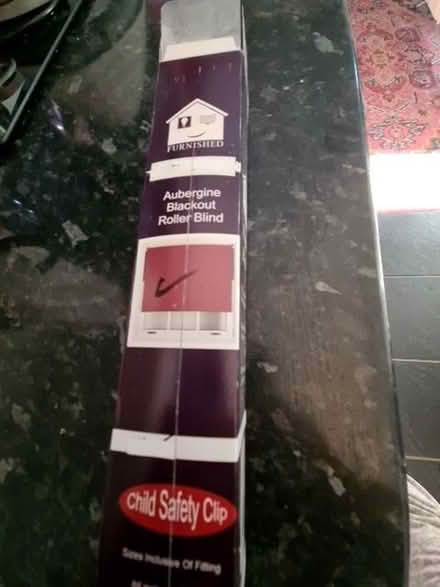 FURNISHED
Aubergine
Blackout
Roller Blind
Child Safety Clip
Sizes Inclusive Of Fitting